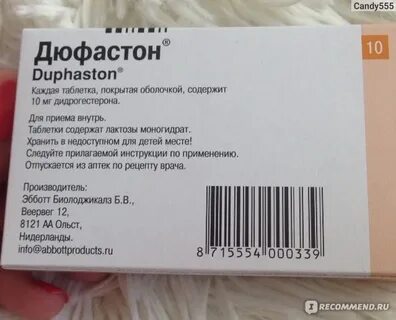 Candy555
Дюфастон®
Duphaston®
10
Каждая таблетка, покрытая оболочкой, содержит
10 мг дидрогестерона.
Для приема внутрь.
Таблетки содержат лактозы моногидрат.
Хранить в недоступном для детей месте!
Следуйте прилагаемой инструкции по применению.
Отпускается из аптек по рецепту врача.
Производитель:
Эбботт Биолоджикалз Б.В.,
Веервег 12,
8121 АА Ольст,
Нидерланды.
info@abbottproducts.ru
8 715554 000339
IRECOMMEND.RU